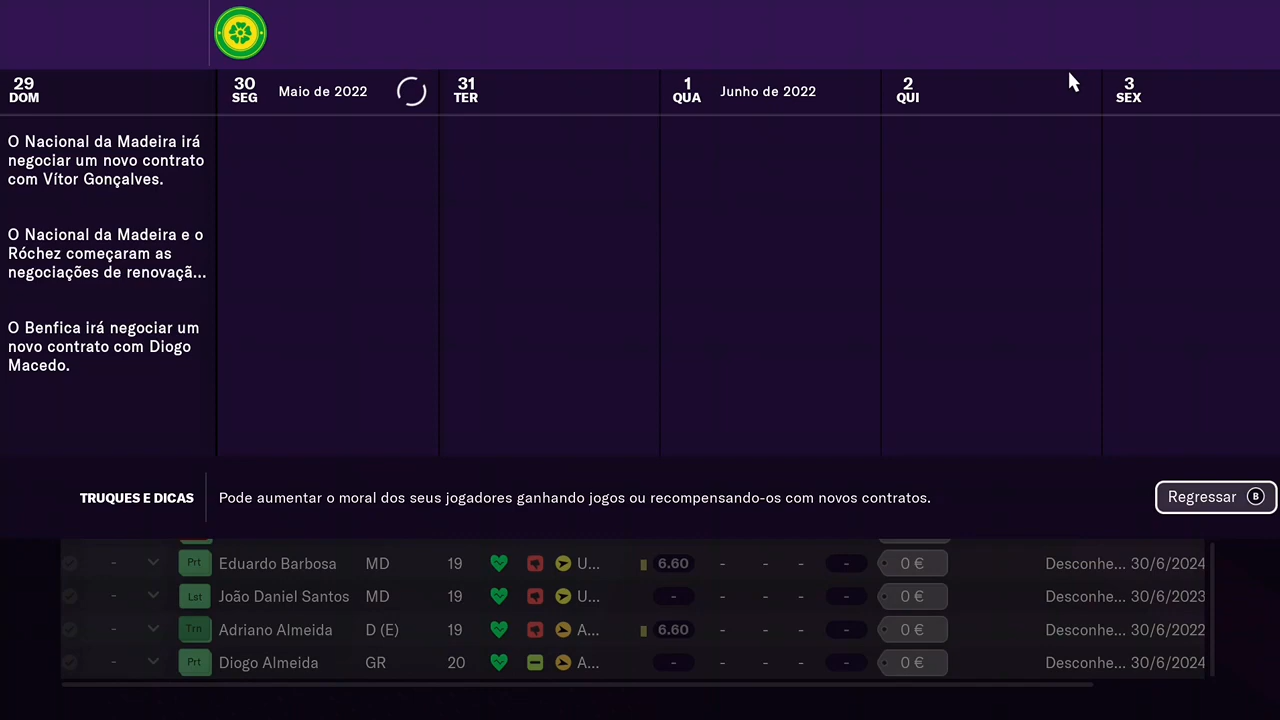 29
DOM
30
SEG
Maio de 2022
31
TER
1
QUA
Junho de 2022
2
QUI
3
SEX
O Nacional da Madeira irá
negociar um novo contrato
com Vítor Gonçalves.
O Nacional da Madeira e o
Róchez começaram as
negociações de renovaçã...
O Benfica irá negociar um
novo contrato com Diogo
Macedo.
TRUQUES E DICAS
Pode aumentar o moral dos seus jogadores ganhando jogos ou recompensando-os com novos contratos.
Regressar B
- Prt Eduardo Barbosa MD 19 U... 6.60 - - - - 0 € Desconhe... 30/6/2024
- Lst João Daniel Santos MD 19 U... - - - - - 0 € Desconhe... 30/6/2023
- Trn Adriano Almeida D (E) 19 A... 6.60 - - - - 0 € Desconhe... 30/6/2022
- Prt Diogo Almeida GR 20 A... - - - - - 0 € Desconhe... 30/6/2024